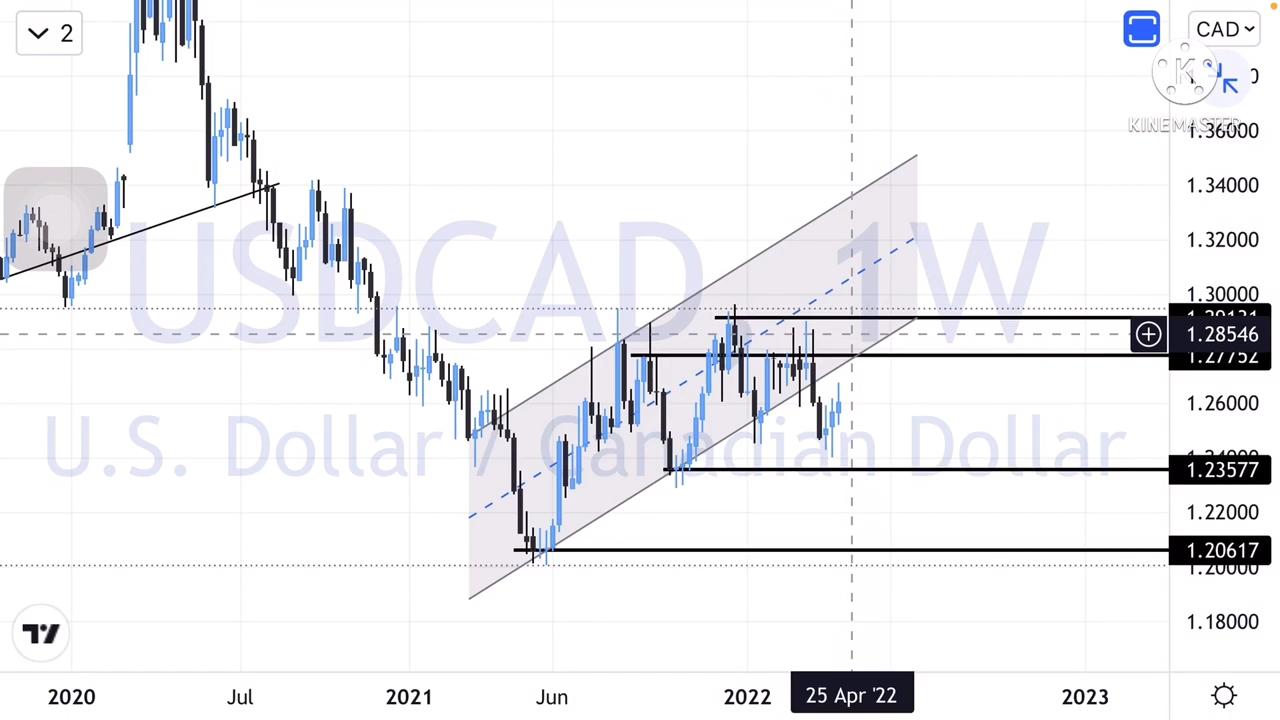 2
CAD
KINEMASTER
1.36000
1.34000
1.32000
1.30000
1.28546
1.27752
1.26000
1.23577
1.22000
1.20617
1.20000
1.18000
USDCAD 1W
U.S. Dollar / Canadian Dollar
2020
Jul
2021
Jun
2022
25 Apr '22
2023